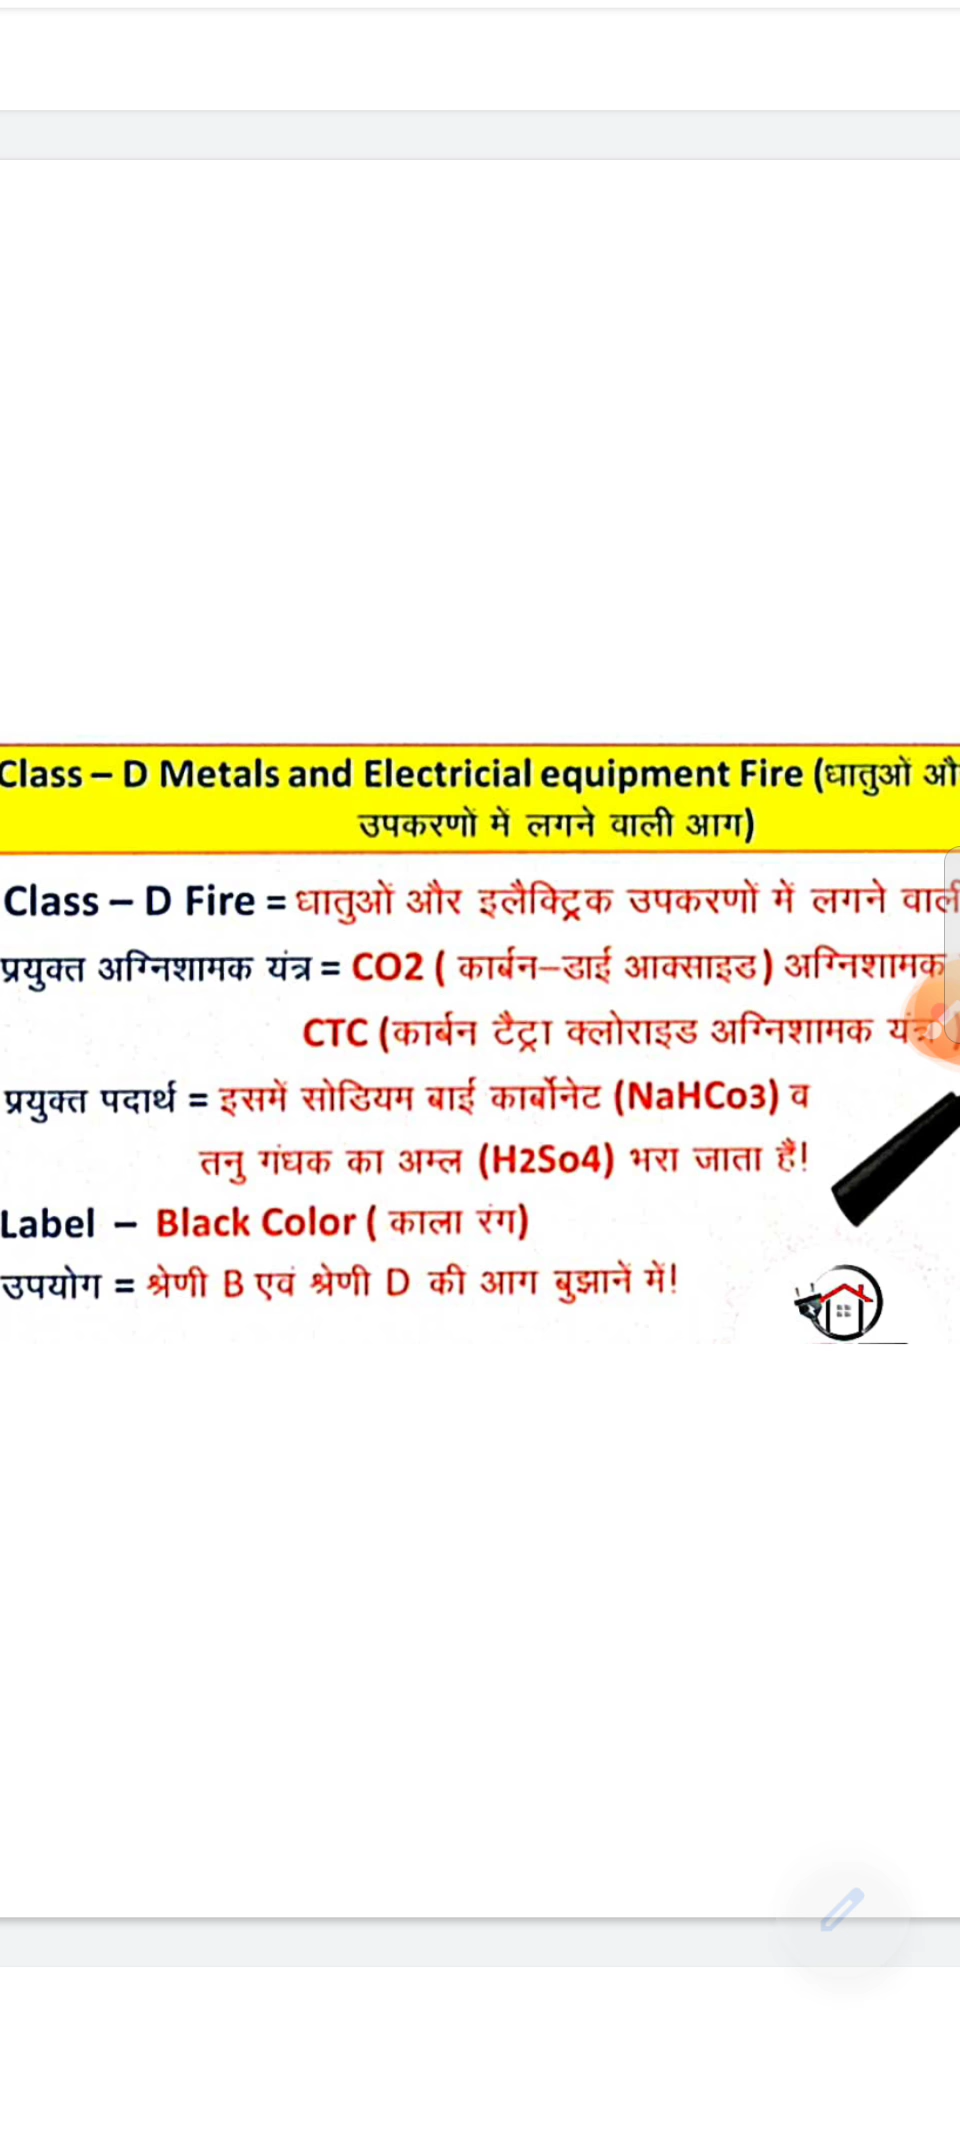 Class – D Metals and Electricial equipment Fire (धातुओं औ
उपकरणों में लगने वाली आग)
Class – D Fire = धातुओं और इलैक्ट्रिक उपकरणों में लगने वाली
प्रयुक्त अग्निशामक यंत्र = CO2 ( कार्बन–डाई आक्साइड) अग्निशामक
CTC (कार्बन टैट्रा क्लोराइड अग्निशामक यंत्र )
प्रयुक्त पदार्थ = इसमें सोडियम बाई कार्बोनेट (NaHCo3) व
तनु गंधक का अम्ल (H2So4) भरा जाता है!
Label – Black Color ( काला रंग)
उपयोग = श्रेणी B एवं श्रेणी D की आग बुझानें में!